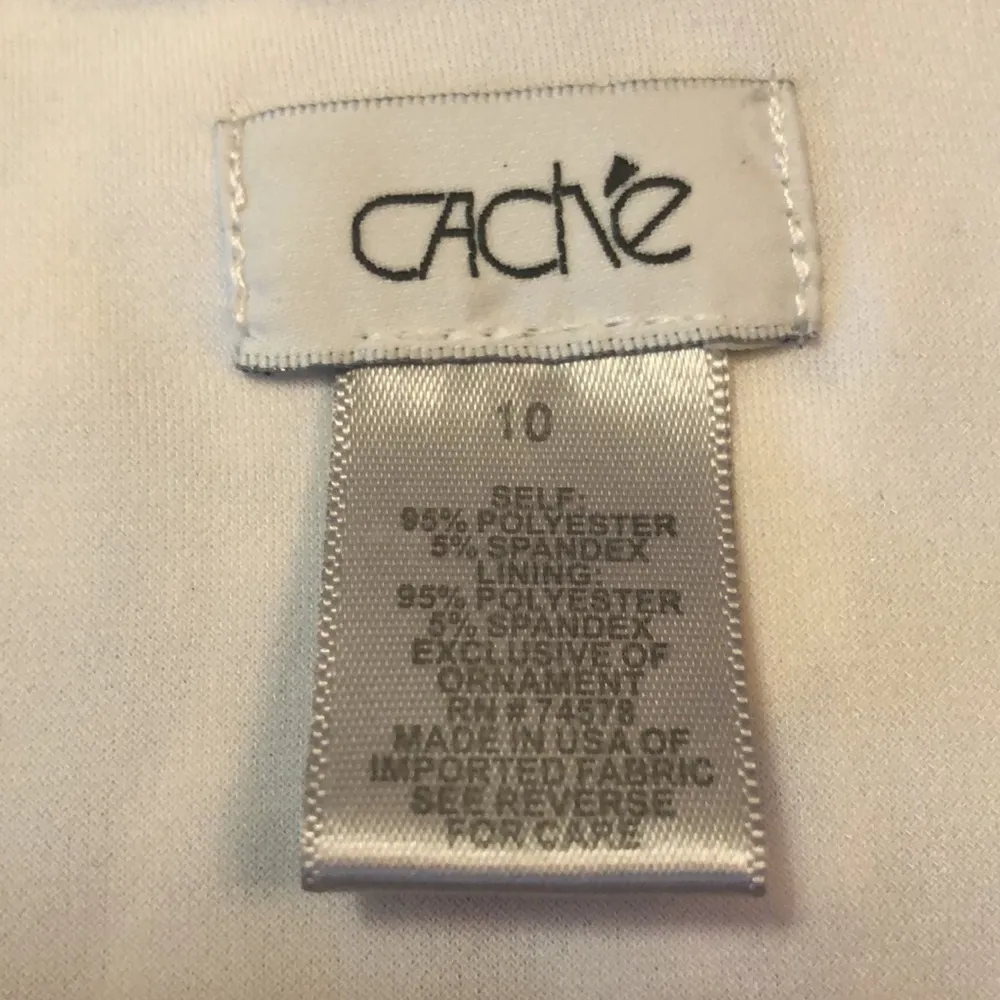 CAChé
10
SELF:
95% POLYESTER
5% SPANDEX
LINING:
95% POLYESTER
5% SPANDEX
EXCLUSIVE OF
ORNAMENT
RN # 74578
MADE IN USA OF
IMPORTED FABRIC
SEE REVERSE
FOR CARE